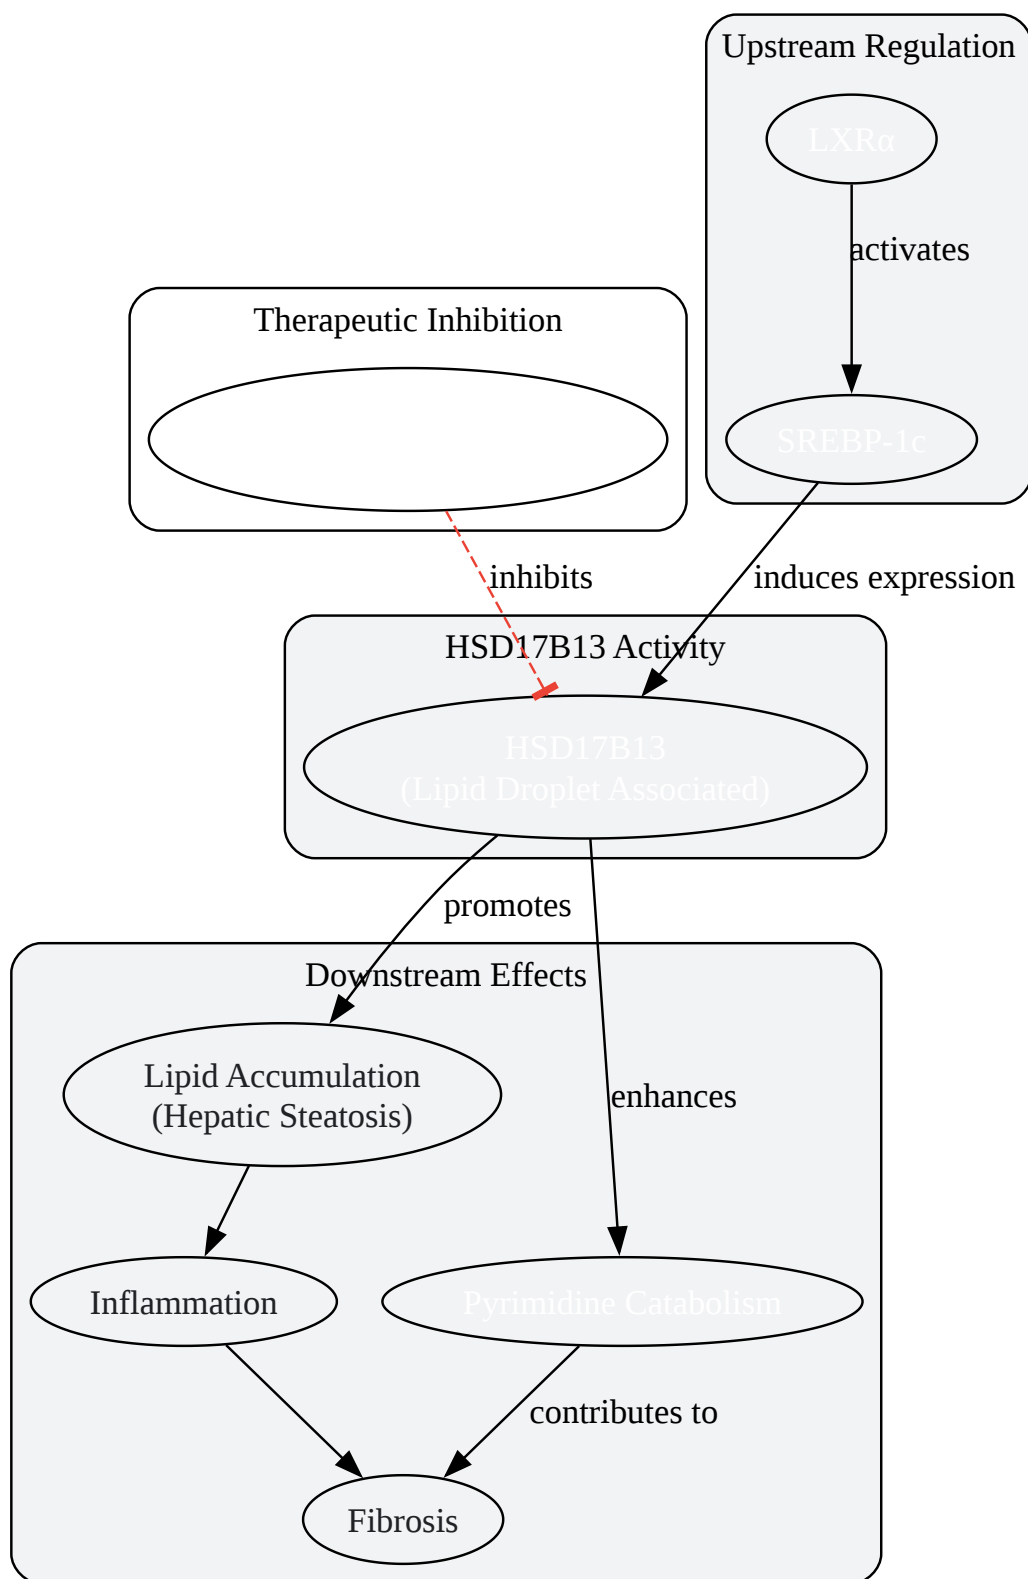 Upstream Regulation
LXRα
activates
Therapeutic Inhibition
SREBP-1c
inhibits
induces expression
HSD17B13 Activity
HSD17B13
(Lipid Droplet Associated)
promotes
Downstream Effects
Lipid Accumulation
(Hepatic Steatosis)
enhances
Inflammation
Pyrimidine Catabolism
contributes to
Fibrosis